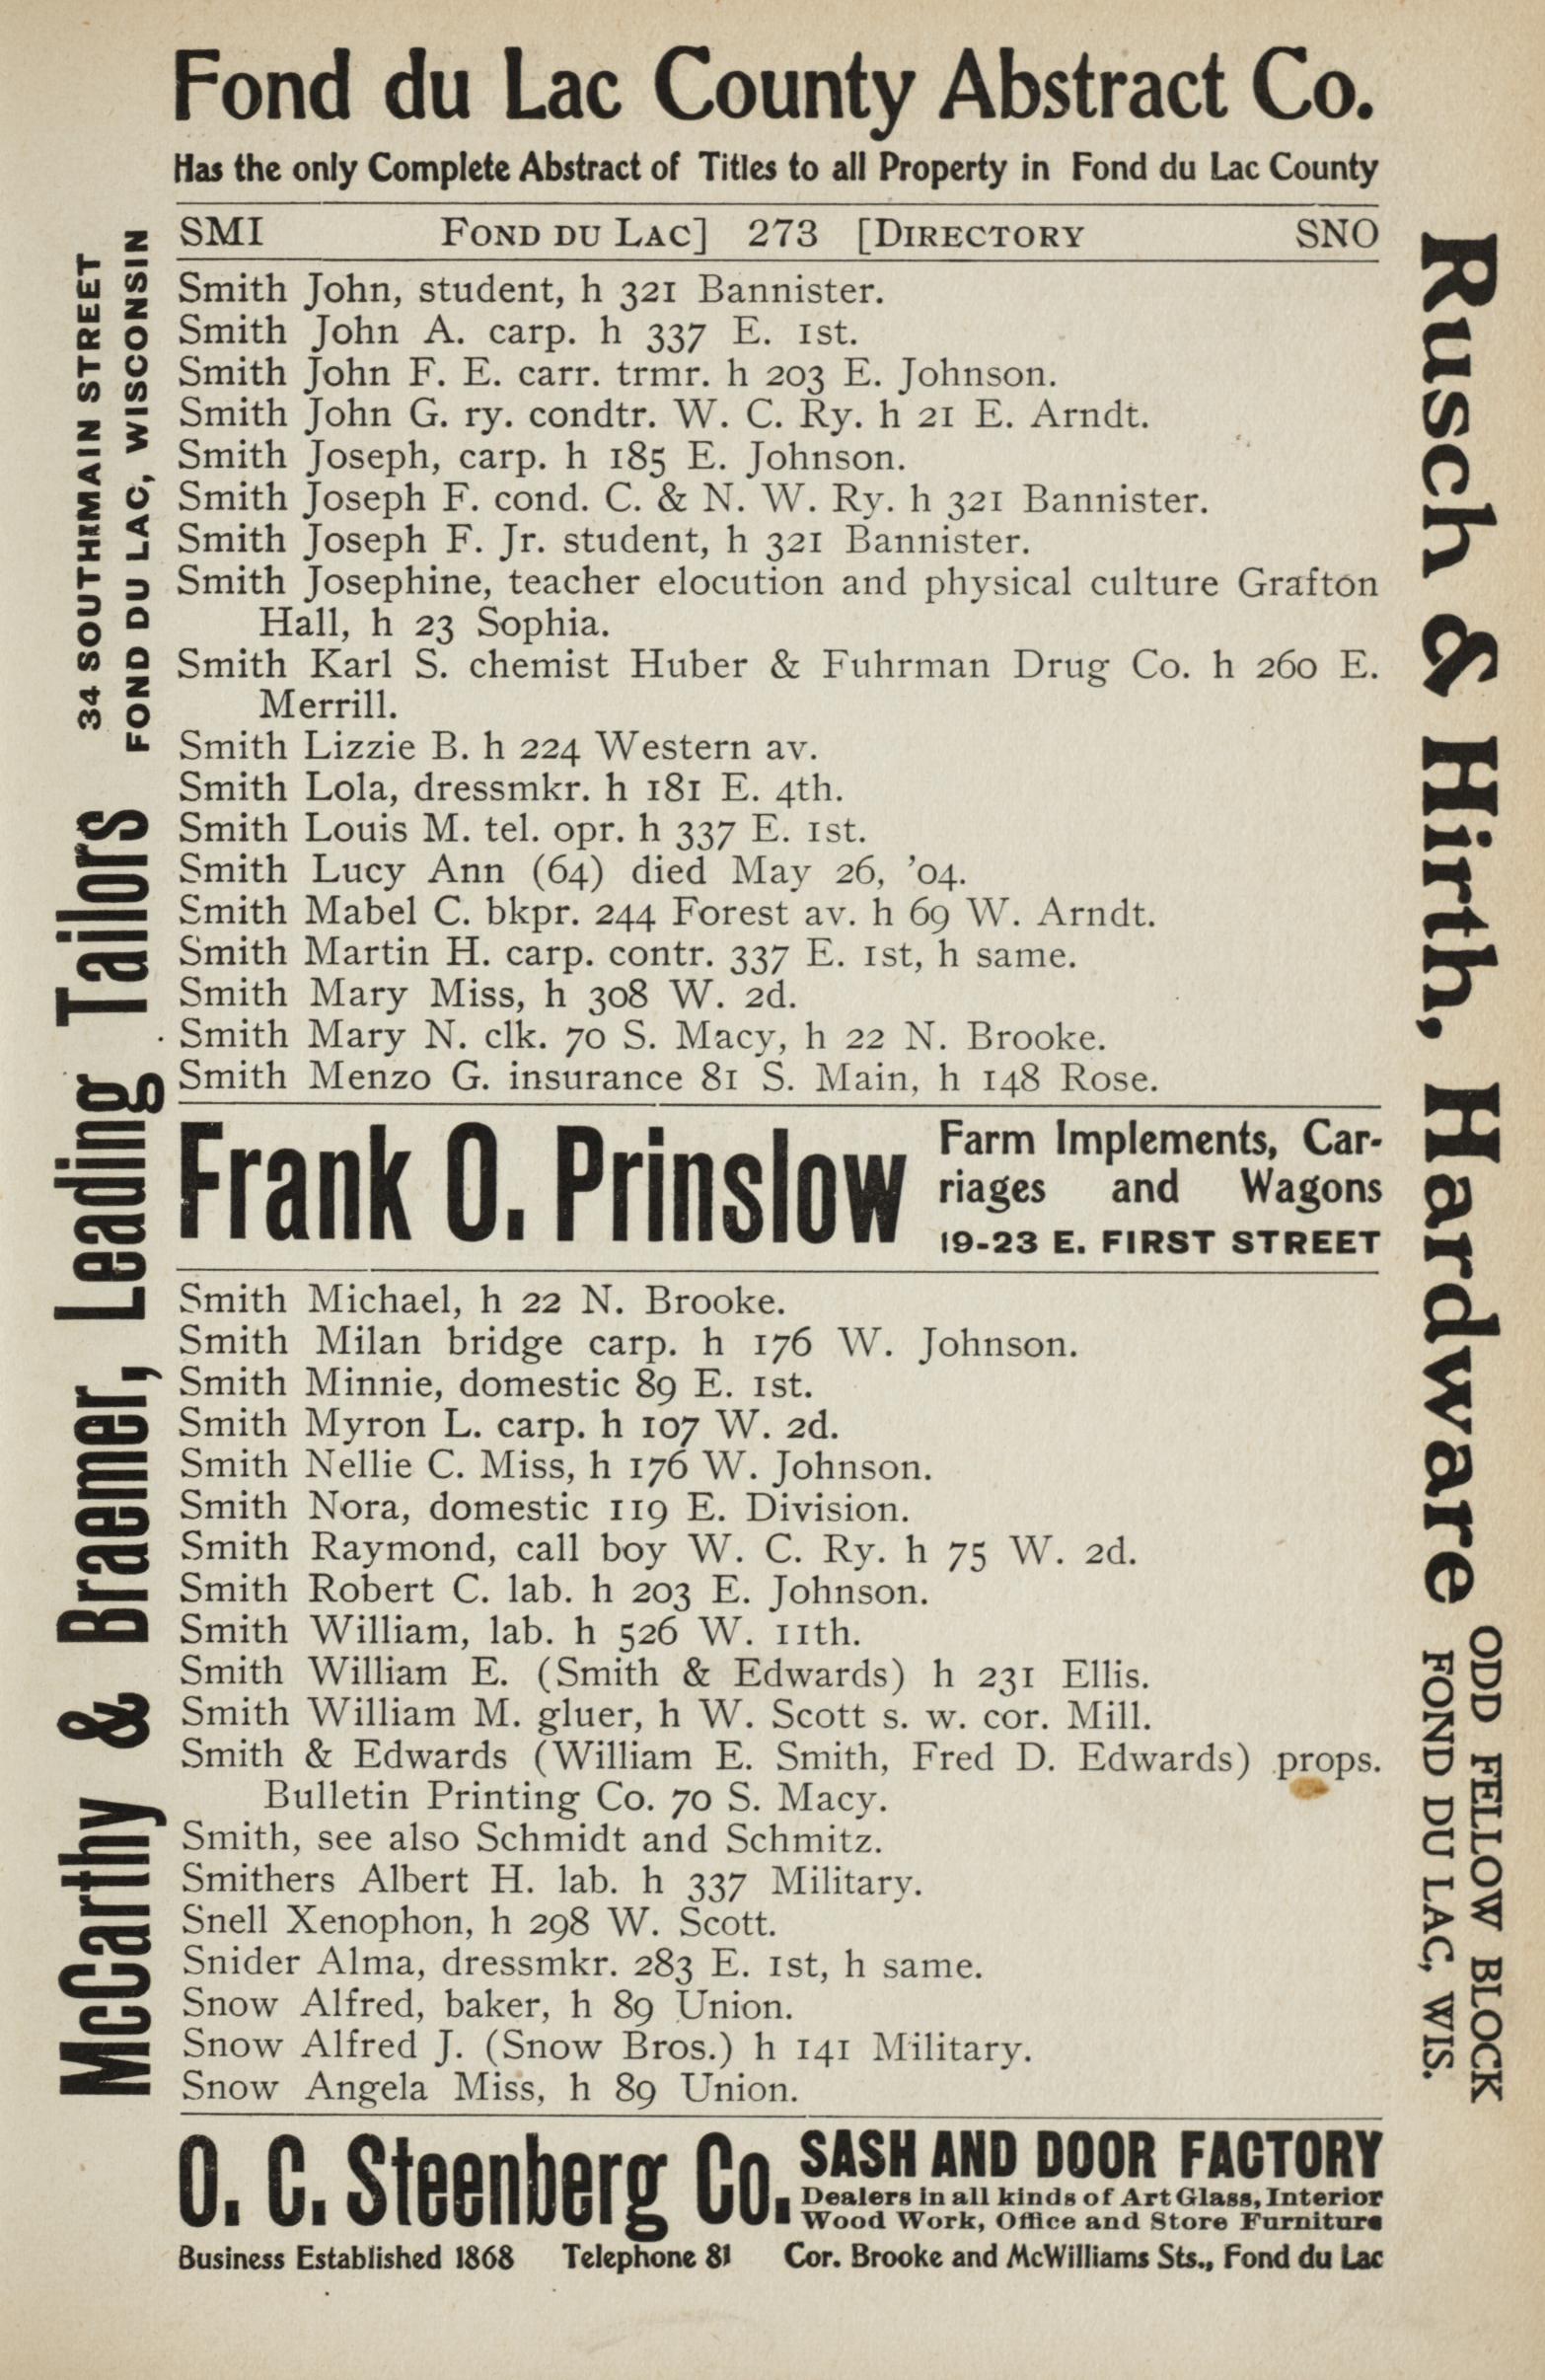 Fond du Lac County Abstract Co.
Has the only Complete Abstract of Titles to all Property in Fond du Lac County
SMI FOND DU LAC] 273 [DIRECTORY SNO
Smith John, student, h 321 Bannister.
Smith John A. carp. h 337 E. 1st.
Smith John F. E. carr. trmr. h 203 E. Johnson.
Smith John G. ry. condtr. W. C. Ry. h 21 E. Arndt.
Smith Joseph, carp. h 185 E. Johnson.
Smith Joseph F. cond. C. & N. W. Ry. h 321 Bannister.
Smith Joseph F. Jr. student, h 321 Bannister.
Smith Josephine, teacher elocution and physical culture Grafton
Hall, h 23 Sophia.
Smith Karl S. chemist Huber & Fuhrman Drug Co. h 260 E.
Merrill.
Smith Lizzie B. h 224 Western av.
Smith Lola, dressmkr. h 181 E. 4th.
Smith Louis M. tel. opr. h 337 E. 1st.
Smith Lucy Ann (64) died May 26, ’04.
Smith Mabel C. bkpr. 244 Forest av. h 69 W. Arndt.
Smith Martin H. carp. contr. 337 E. 1st, h same.
Smith Mary Miss, h 308 W. 2d.
Smith Mary N. clk. 70 S. Macy, h 22 N. Brooke.
Smith Menzo G. insurance 81 S. Main, h 148 Rose.
Frank O. Prinslow
Farm Implements, Car-
riages and Wagons
19-23 E. FIRST STREET
Smith Michael, h 22 N. Brooke.
Smith Milan bridge carp. h 176 W. Johnson.
Smith Minnie, domestic 89 E. 1st.
Smith Myron L. carp. h 107 W. 2d.
Smith Nellie C. Miss, h 176 W. Johnson.
Smith Nora, domestic 119 E. Division.
Smith Raymond, call boy W. C. Ry. h 75 W. 2d.
Smith Robert C. lab. h 203 E. Johnson.
Smith William, lab. h 526 W. 11th.
Smith William E. (Smith & Edwards) h 231 Ellis.
Smith William M. gluer, h W. Scott s. w. cor. Mill.
Smith & Edwards (William E. Smith, Fred D. Edwards) props.
Bulletin Printing Co. 70 S. Macy.
Smith, see also Schmidt and Schmitz.
Smithers Albert H. lab. h 337 Military.
Snell Xenophon, h 298 W. Scott.
Snider Alma, dressmkr. 283 E. 1st, h same.
Snow Alfred, baker, h 89 Union.
Snow Alfred J. (Snow Bros.) h 141 Military.
Snow Angela Miss, h 89 Union.
O. C. Steenberg Co.
SASH AND DOOR FACTORY
Dealers in all kinds of Art Glass, Interior
Wood Work, Office and Store Furniture
Business Established 1868 Telephone 81 Cor. Brooke and McWilliams Sts., Fond du Lac
McCarthy & Braemer, Leading Tailors
34 SOUTH MAIN STREET
FOND DU LAC, WISCONSIN
Rusch & Hirth, Hardware
ODD FELLOW BLOCK
FOND DU LAC, WIS.